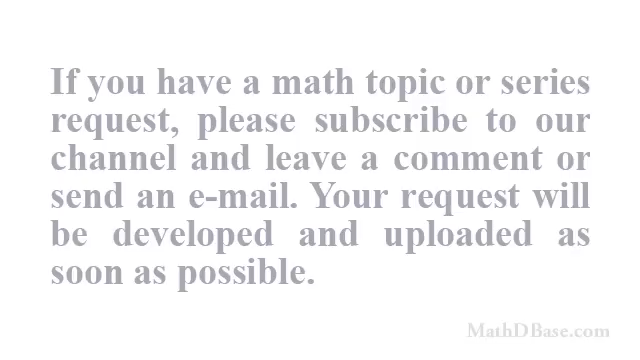 If you have a math topic or series
request, please subscribe to our
channel and leave a comment or
send an e-mail. Your request will
be developed and uploaded as
soon as possible.
MathDBase.com